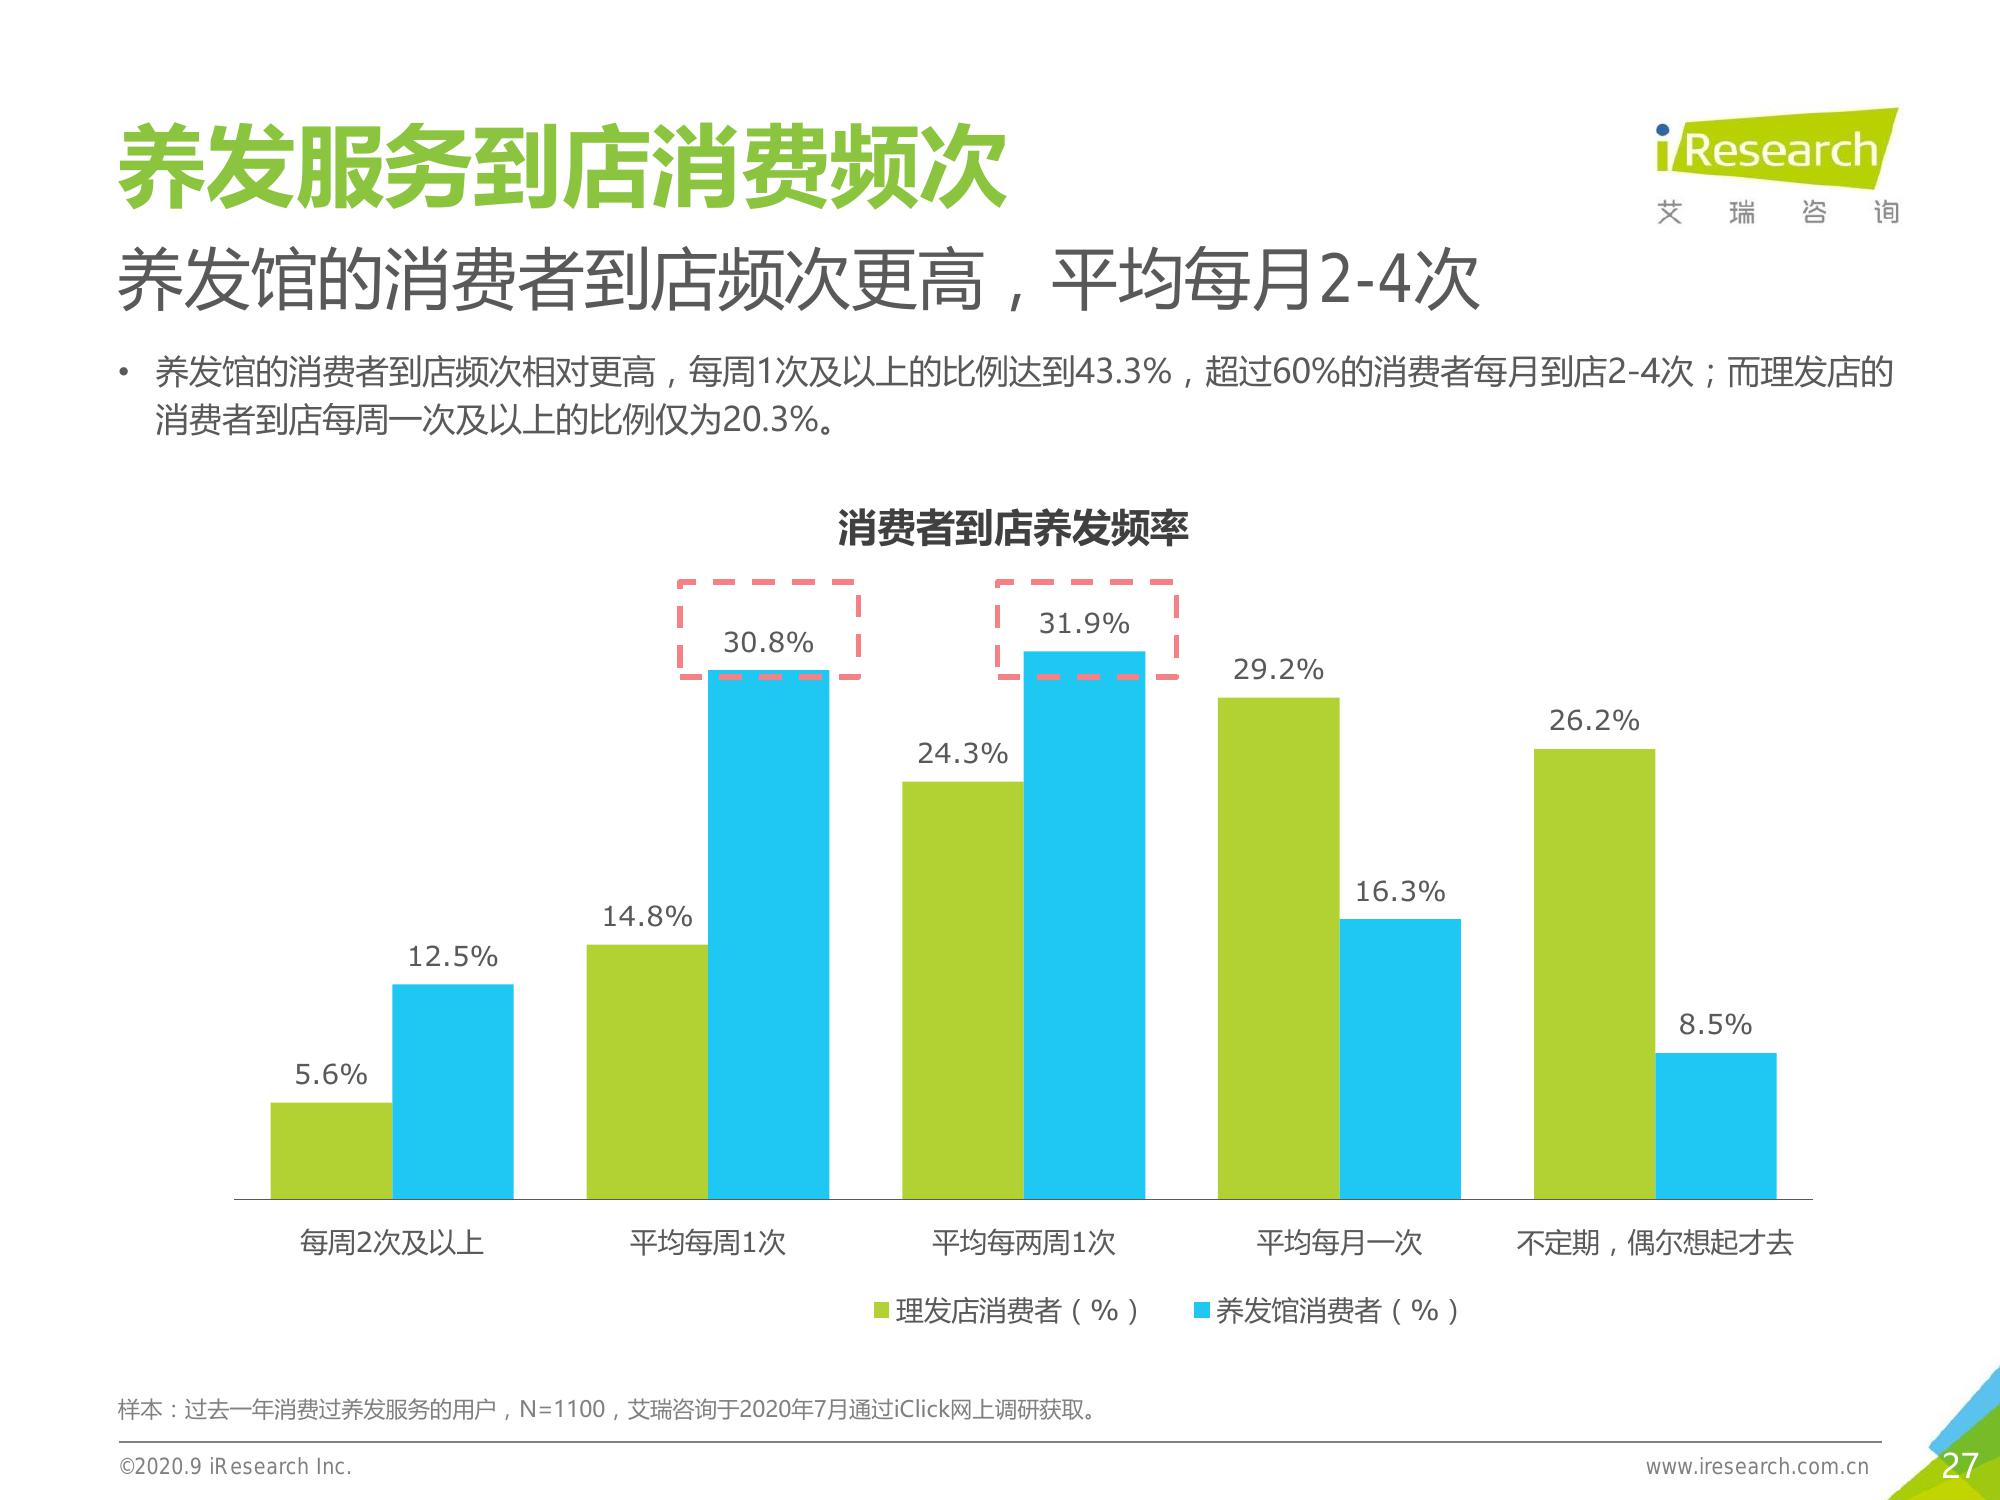 养发服务到店消费频次
iResearch
艾瑞咨询
养发馆的消费者到店频次更高，平均每月2-4次
• 养发馆的消费者到店频次相对更高，每周1次及以上的比例达到43.3%，超过60%的消费者每月到店2-4次；而理发店的
消费者到店每周一次及以上的比例仅为20.3%。
消费者到店养发频率
30.8%
31.9%
29.2%
26.2%
24.3%
16.3%
14.8%
12.5%
8.5%
5.6%
每周2次及以上
平均每周1次
平均每两周1次
平均每月一次
不定期，偶尔想起才去
理发店消费者（%）
养发馆消费者（%）
样本：过去一年消费过养发服务的用户，N=1100，艾瑞咨询于2020年7月通过iClick网上调研获取。
©2020.9 iResearch Inc.
www.iresearch.com.cn
27